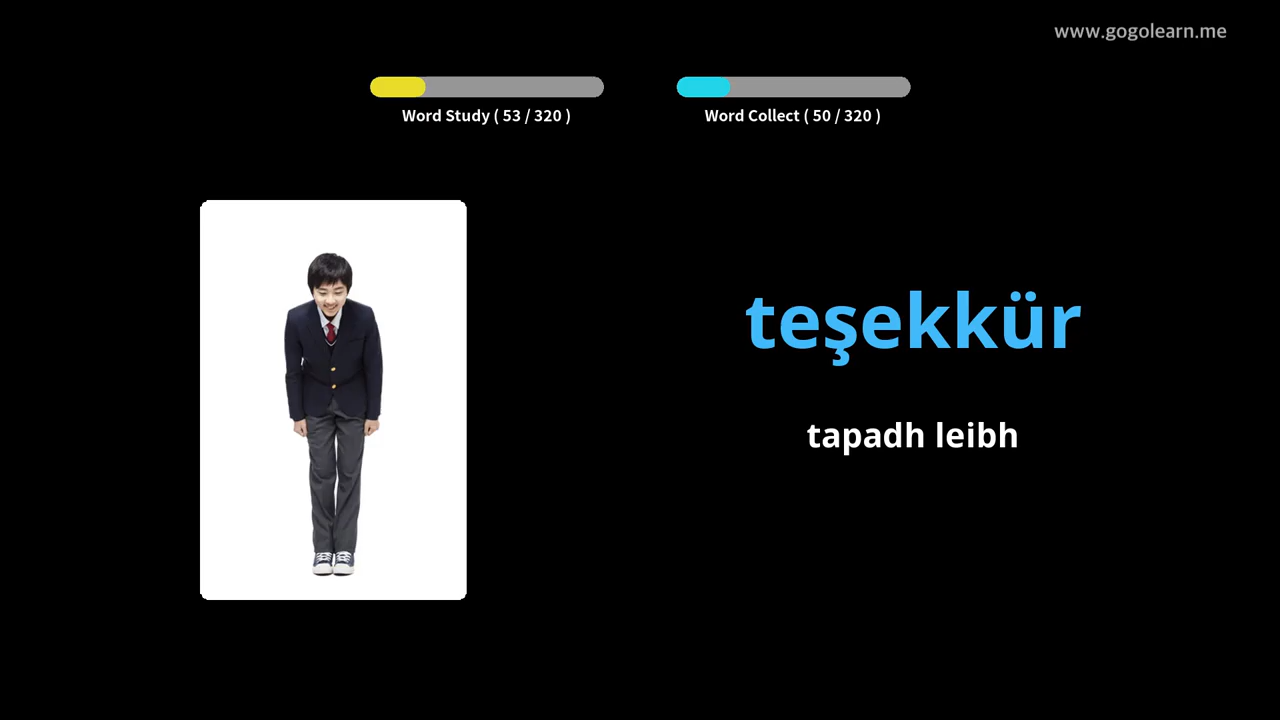 www.gogolearn.me
Word Study ( 53 / 320 )
Word Collect ( 50 / 320 )
teşekkür
tapadh leibh